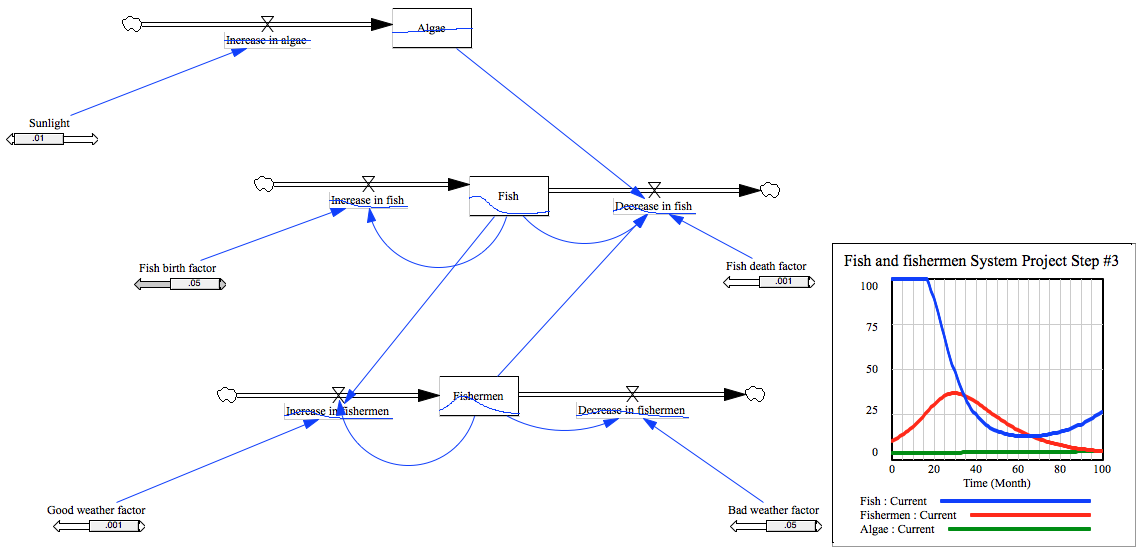 Algae
Increase in algae
Sunlight
.01
Fish
Increase in fish
Decrease in fish
Fish birth factor
.05
Fish death factor
.001
Fishermen
Increase in fishermen
Decrease in fishermen
Good weather factor
.001
Bad weather factor
.05
Fish and fishermen System Project Step #3
100
75
50
25
0
0 20 40 60 80 100
Time (Month)
Fish : Current
Fishermen : Current
Algae : Current